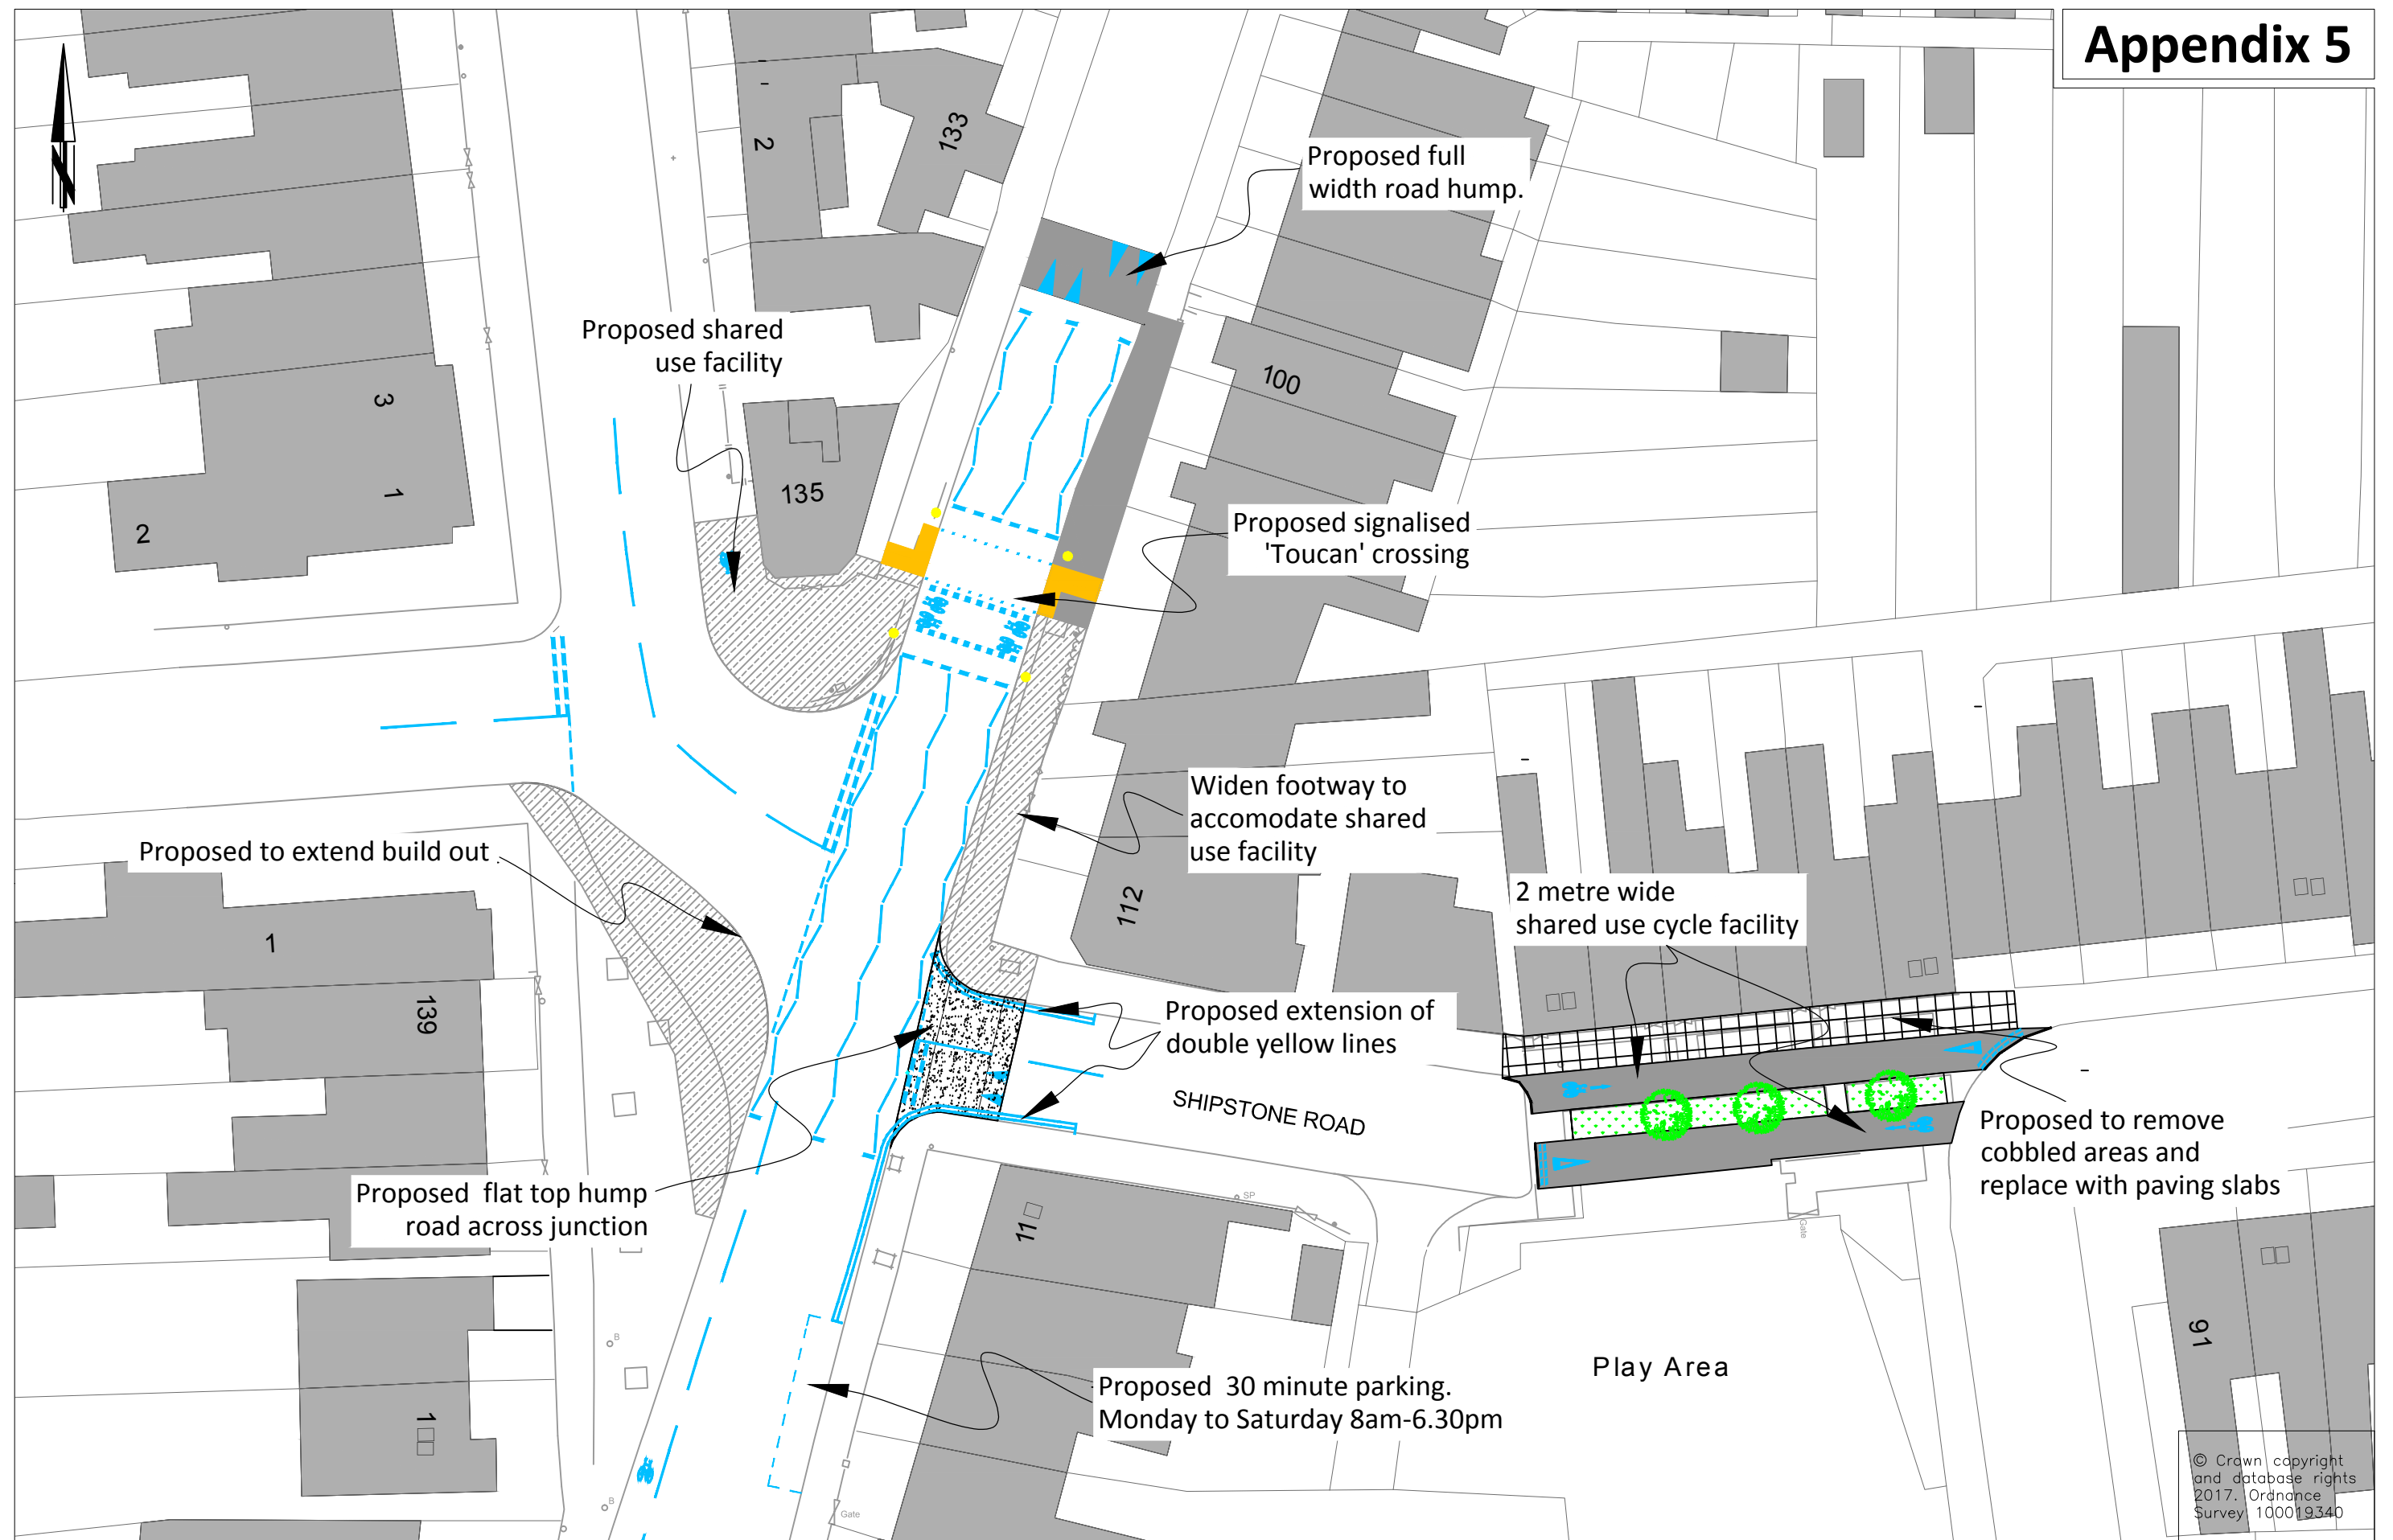 Appendix 5
N
133
2
Proposed full
width road hump.
Proposed shared
use facility
100
3
1
2
135
Proposed signalised
'Toucan' crossing
Widen footway to
accomodate shared
use facility
Proposed to extend build out
112
2 metre wide
shared use cycle facility
1
139
Proposed extension of
double yellow lines
SHIPSTONE ROAD
Proposed to remove
cobbled areas and
replace with paving slabs
Proposed flat top hump
road across junction
SP
11
Gate
91
B
Play Area
Proposed 30 minute parking.
Monday to Saturday 8am-6.30pm
1
B
Gate
© Crown copyright
and database rights
2017. Ordnance
Survey 100019340